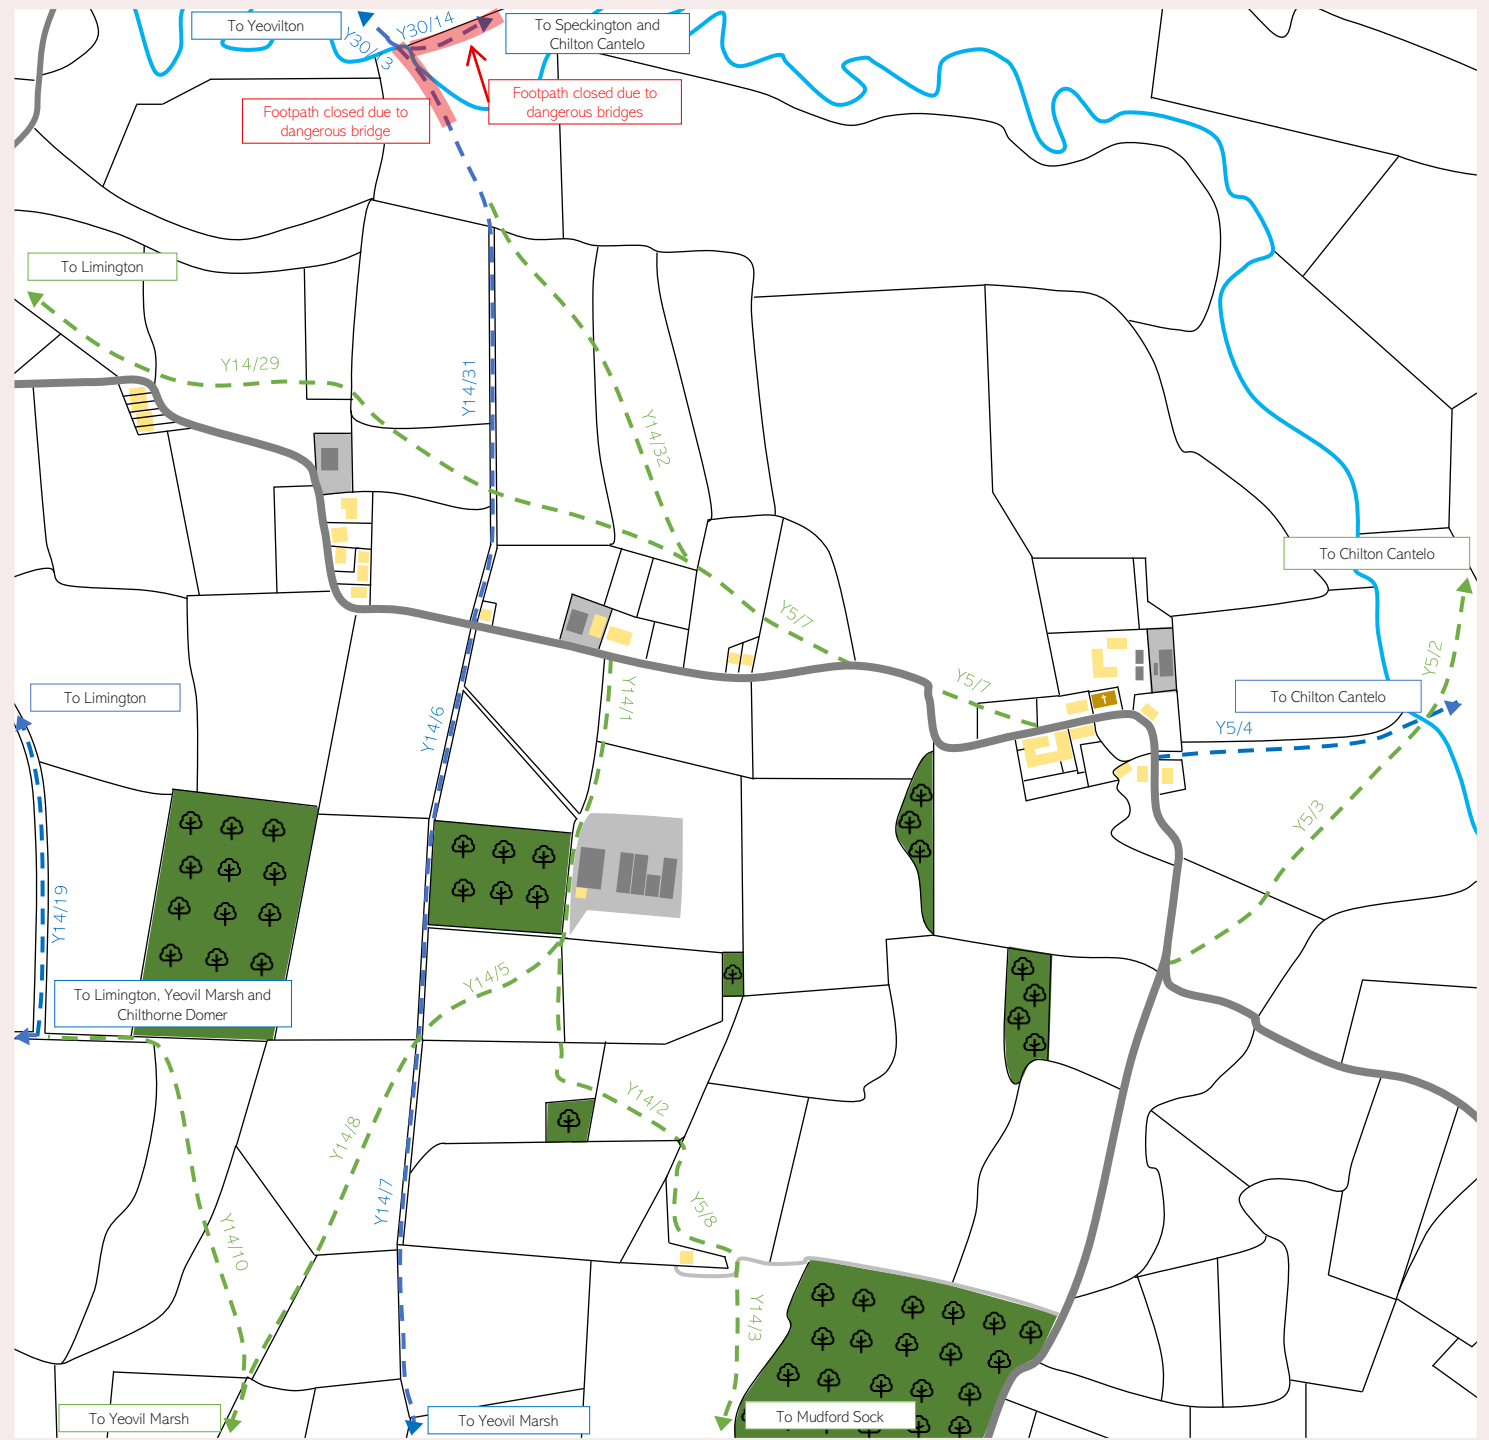 To Yeovilton
Y30/14
Y30/13
To Speckington and
Chilton Cantelo
Footpath closed due to
dangerous bridge
Footpath closed due to
dangerous bridges
To Limington
Y14/29
Y14/31
Y14/32
To Chilton Cantelo
Y5/7
Y5/7
Y5/2
To Limington
To Chilton Cantelo
Y14/1
Y14/6
Y5/4
Y5/3
Y14/19
Y14/5
To Limington, Yeovil Marsh and
Chilthorne Domer
Y14/2
Y14/8
Y14/7
Y5/8
Y14/10
Y14/3
To Yeovil Marsh
To Yeovil Marsh
To Mudford Sock